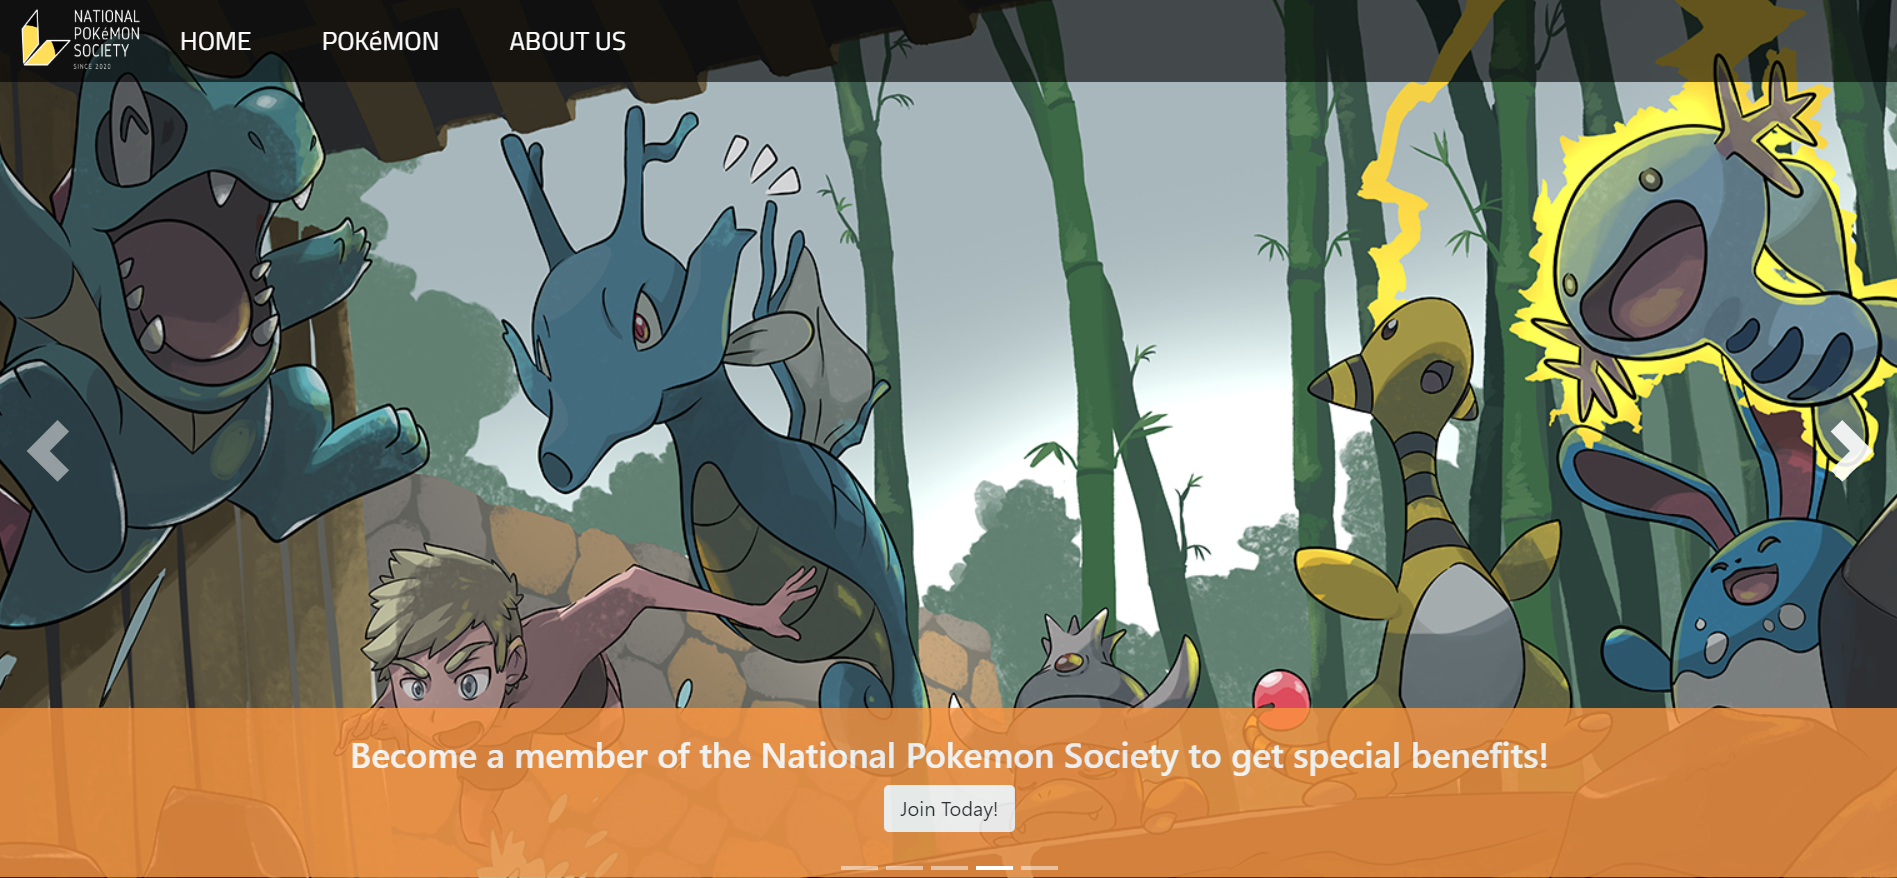 NATIONAL
POKéMON
SOCIETY
SINCE 2020
HOME
POKéMON
ABOUT US
Become a member of the National Pokemon Society to get special benefits!
Join Today!